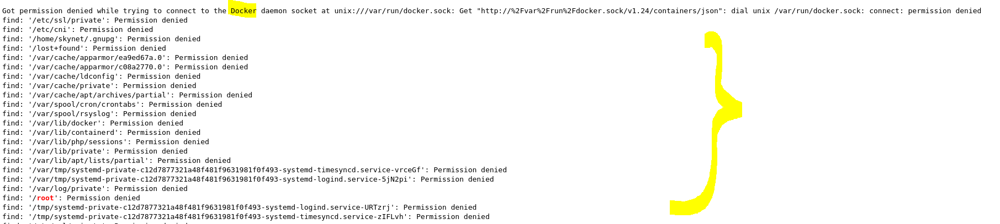 Got permission denied while trying to connect to the Docker daemon socket at unix:///var/run/docker.sock: Get "http://%2Fvar%2Frun%2Fdocker.sock/v1.24/containers/json": dial unix /var/run/docker.sock: connect: permission denied
find: '/etc/ssl/private': Permission denied
find: '/etc/cni': Permission denied
find: '/home/skynet/.gnupg': Permission denied
find: '/lost+found': Permission denied
find: '/var/cache/apparmor/ea9ed67a.0': Permission denied
find: '/var/cache/apparmor/c08a2770.0': Permission denied
find: '/var/cache/ldconfig': Permission denied
find: '/var/cache/private': Permission denied
find: '/var/cache/apt/archives/partial': Permission denied
find: '/var/spool/cron/crontabs': Permission denied
find: '/var/spool/rsyslog': Permission denied
find: '/var/lib/docker': Permission denied
find: '/var/lib/containerd': Permission denied
find: '/var/lib/php/sessions': Permission denied
find: '/var/lib/private': Permission denied
find: '/var/lib/apt/lists/partial': Permission denied
find: '/var/tmp/systemd-private-c12d7877321a48f481f9631981f0f493-systemd-timesyncd.service-vrceGf': Permission denied
find: '/var/tmp/systemd-private-c12d7877321a48f481f9631981f0f493-systemd-logind.service-5jN2pi': Permission denied
find: '/var/log/private': Permission denied
find: '/root': Permission denied
find: '/tmp/systemd-private-c12d7877321a48f481f9631981f0f493-systemd-logind.service-URTzrj': Permission denied
find: '/tmp/systemd-private-c12d7877321a48f481f9631981f0f493-systemd-timesyncd.service-zIFLvh': Permission denied